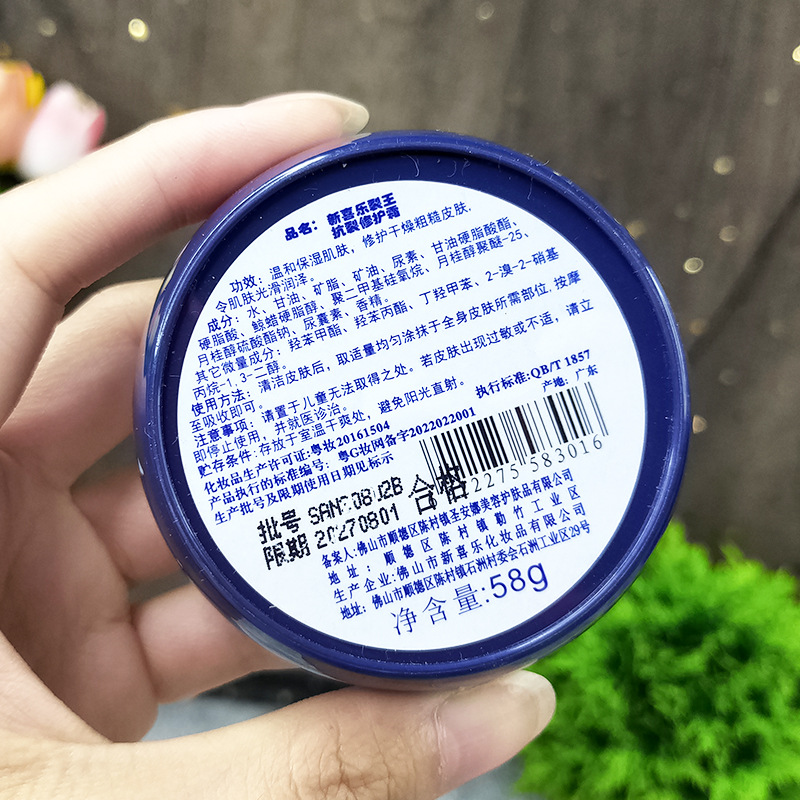 品名：新喜乐裂王
抗裂修护霜
功效：温和保湿肌肤，修护干燥粗糙皮肤，
令肌肤光滑润泽。
成分：水、甘油、矿脂、矿油、尿素、甘油硬脂酸酯、
硬脂酸、鲸蜡硬脂醇、聚二甲基硅氧烷、月桂醇聚醚-25、
月桂醇硫酸酯钠、尿囊素、香精。
其它微量成分：羟苯甲酯、羟苯丙酯、丁羟甲苯、2-溴-2-硝基
丙烷-1,3-二醇。
使用方法：清洁皮肤后，取适量均匀涂抹于全身皮肤所需部位，按摩
至吸收即可。
注意事项：请置于儿童无法取得之处。若皮肤出现过敏或不适，请立
即停止使用，并就医诊治。
贮存条件：存放于室温干爽处，避免阳光直射。
执行标准：QB/T 1857
化妆品生产许可证：粤妆20161504
产地：广东
产品执行的标准编号：粤G妆网备字2022022001
生产批号及限期使用日期见标示
2275 583016
批号
合格
限期 20270801
备案人：佛山市顺德区陈村镇圣安娜美容护肤品有限公司
地址：顺德区陈村镇勒竹工业区
生产企业：佛山市新喜乐化妆品有限公司
地址：佛山市顺德区陈村镇石洲村委会石洲工业区29号
净含量：58g